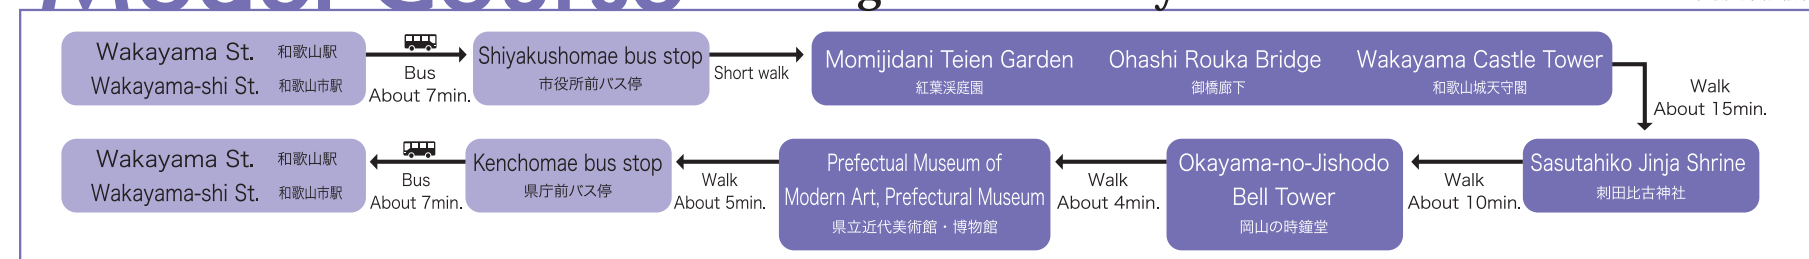 Model Course
Wakayama St. 和歌山駅
Wakayama-shi St. 和歌山市駅
Bus
About 7min.
Shiyakushomae bus stop
市役所前バス停
Short walk
Momijidani Teien Garden
紅葉渓庭園
Ohashi Rouka Bridge
御橋廊下
Wakayama Castle Tower
和歌山城天守閣
Walk
About 15min.
Sasutahiko Jinja Shrine
刺田比古神社
Walk
About 10min.
Okayama-no-Jishodo
Bell Tower
岡山の時鐘堂
Walk
About 4min.
Prefectual Museum of
Modern Art, Prefectural Museum
県立近代美術館・博物館
Walk
About 5min.
Kenchomae bus stop
県庁前バス停
Bus
About 7min.
Wakayama St. 和歌山駅
Wakayama-shi St. 和歌山市駅